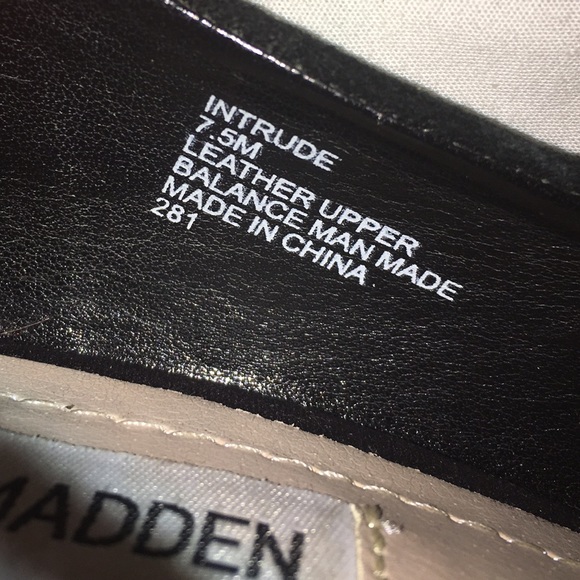 INTRUDE
7.5M
LEATHER UPPER
BALANCE MAN MADE
MADE IN CHINA
281
MADDEN